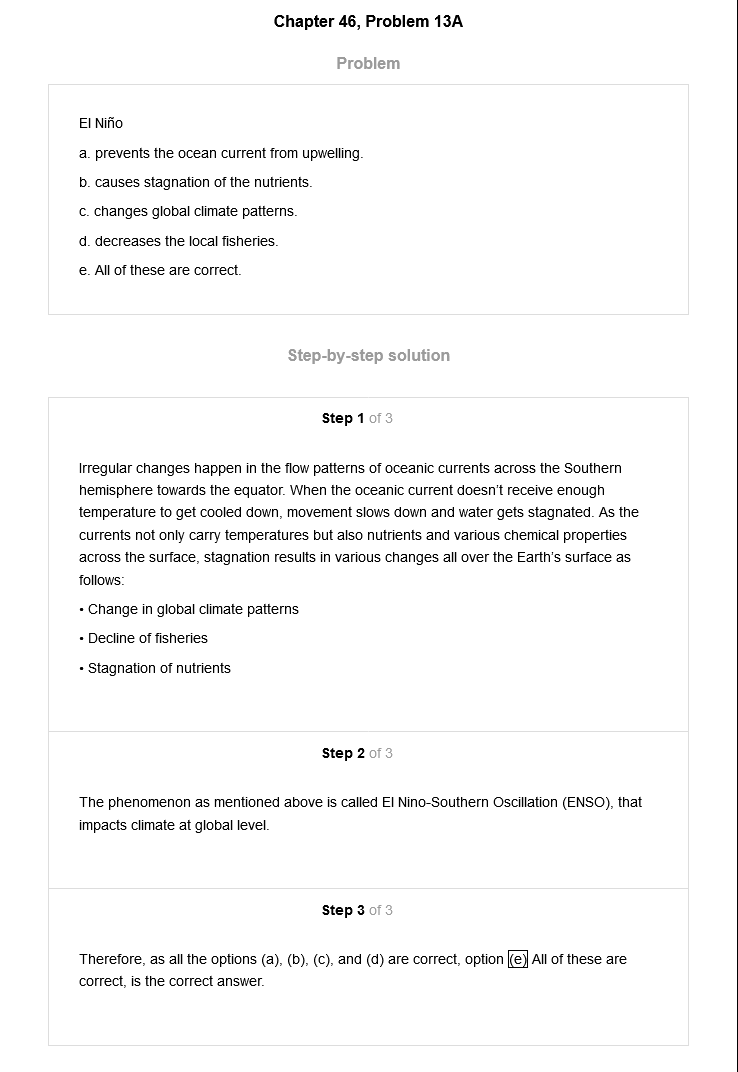 Chapter 46, Problem 13A
Problem
El Niño
a. prevents the ocean current from upwelling.
b. causes stagnation of the nutrients.
c. changes global climate patterns.
d. decreases the local fisheries.
e. All of these are correct.
Step-by-step solution
Step 1 of 3
Irregular changes happen in the flow patterns of oceanic currents across the Southern
hemisphere towards the equator. When the oceanic current doesn’t receive enough
temperature to get cooled down, movement slows down and water gets stagnated. As the
currents not only carry temperatures but also nutrients and various chemical properties
across the surface, stagnation results in various changes all over the Earth’s surface as
follows:
• Change in global climate patterns
• Decline of fisheries
• Stagnation of nutrients
Step 2 of 3
The phenomenon as mentioned above is called El Nino-Southern Oscillation (ENSO), that
impacts climate at global level.
Step 3 of 3
Therefore, as all the options (a), (b), (c), and (d) are correct, option (e) All of these are
correct, is the correct answer.